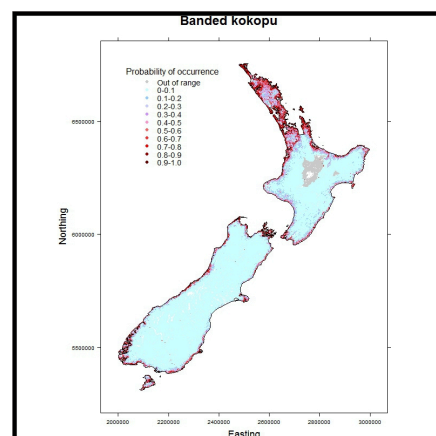 Banded kokopu
Probability of occurrence
Out of range
0-0.1
0.1-0.2
0.2-0.3
0.3-0.4
0.4-0.5
0.5-0.6
0.6-0.7
0.7-0.8
0.8-0.9
0.9-1.0
Northing
6500000
6000000
5500000
2000000 2200000 2400000 2600000 2800000 3000000
Easting